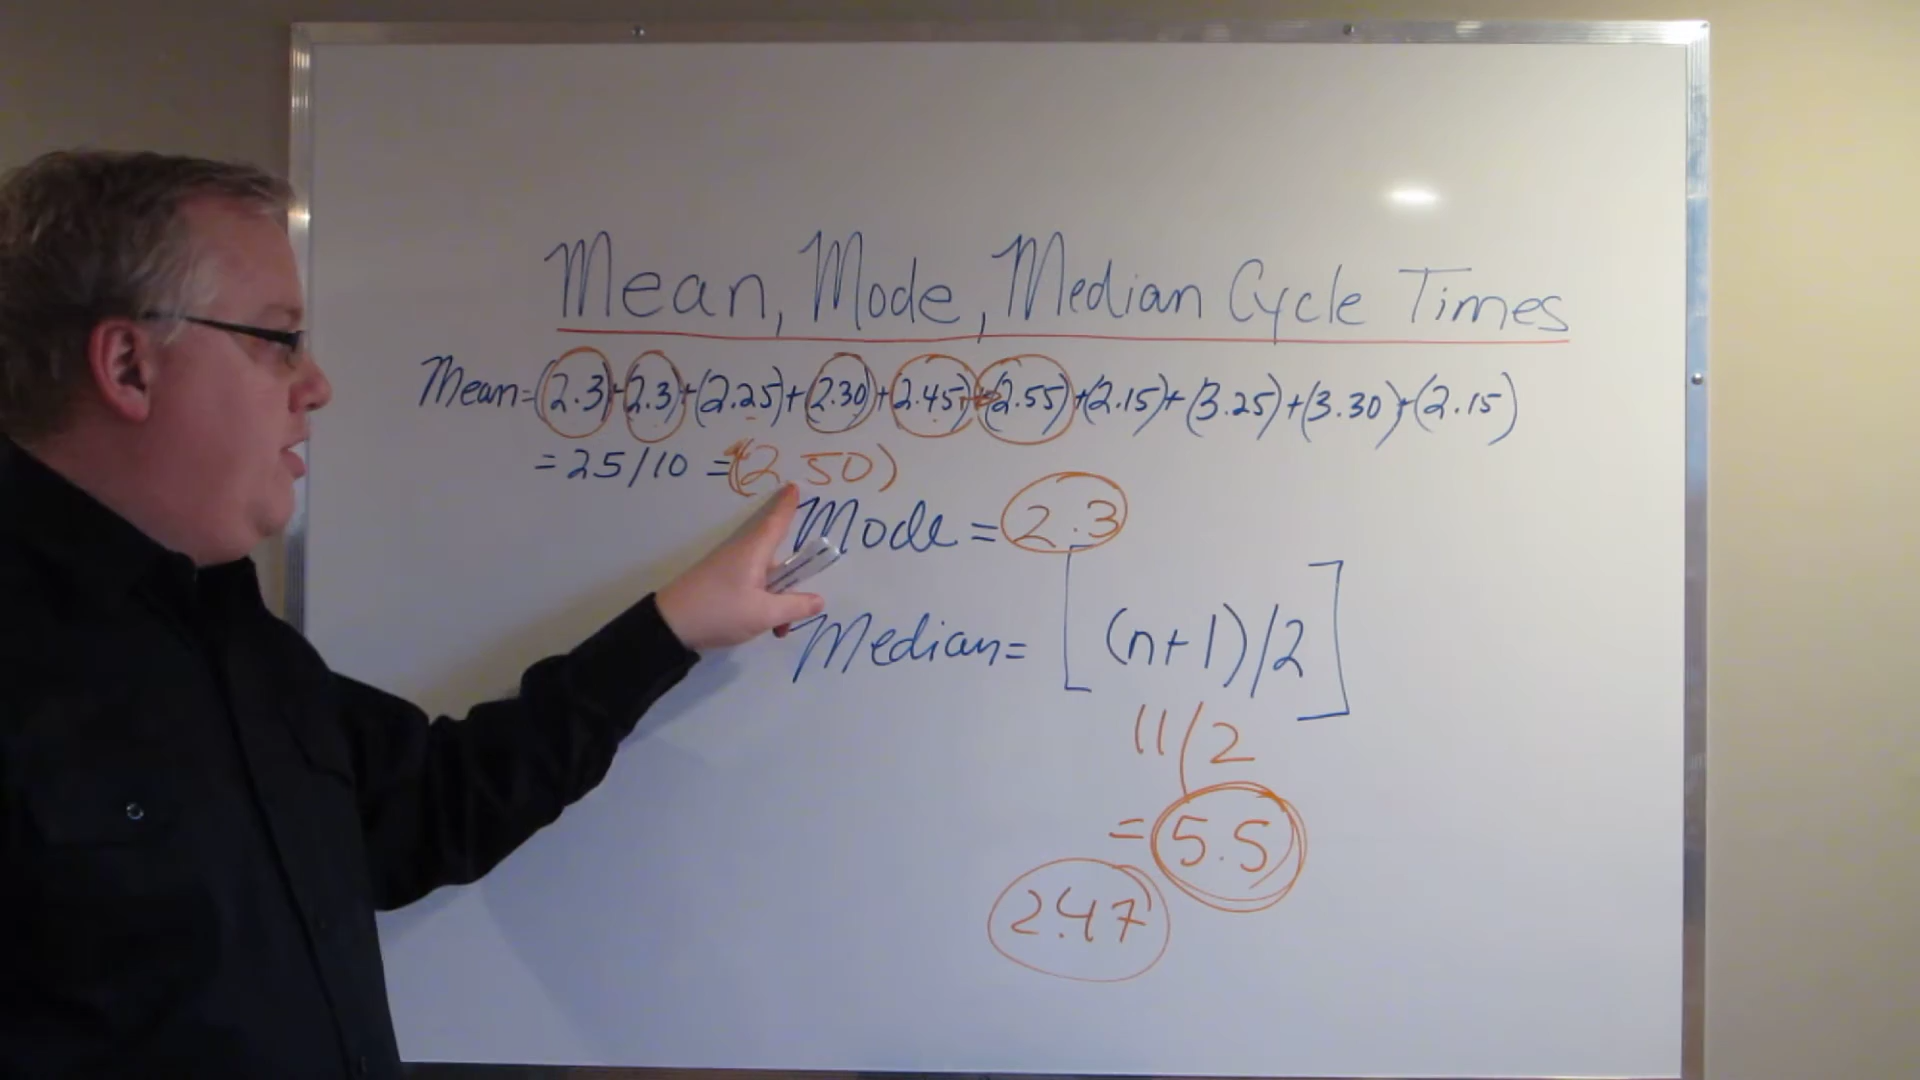 Mean, Mode, Median Cycle Times
Mean=(2.3)+(2.3)+(2.25)+(2.30)+(2.45)+(2.55)+(2.15)+(3.25)+(3.30)+(2.15)
=25/10 =(2.50)
Mode = 2.3
Median= [(n+1)/2]
11/2
= 5.5
2.47